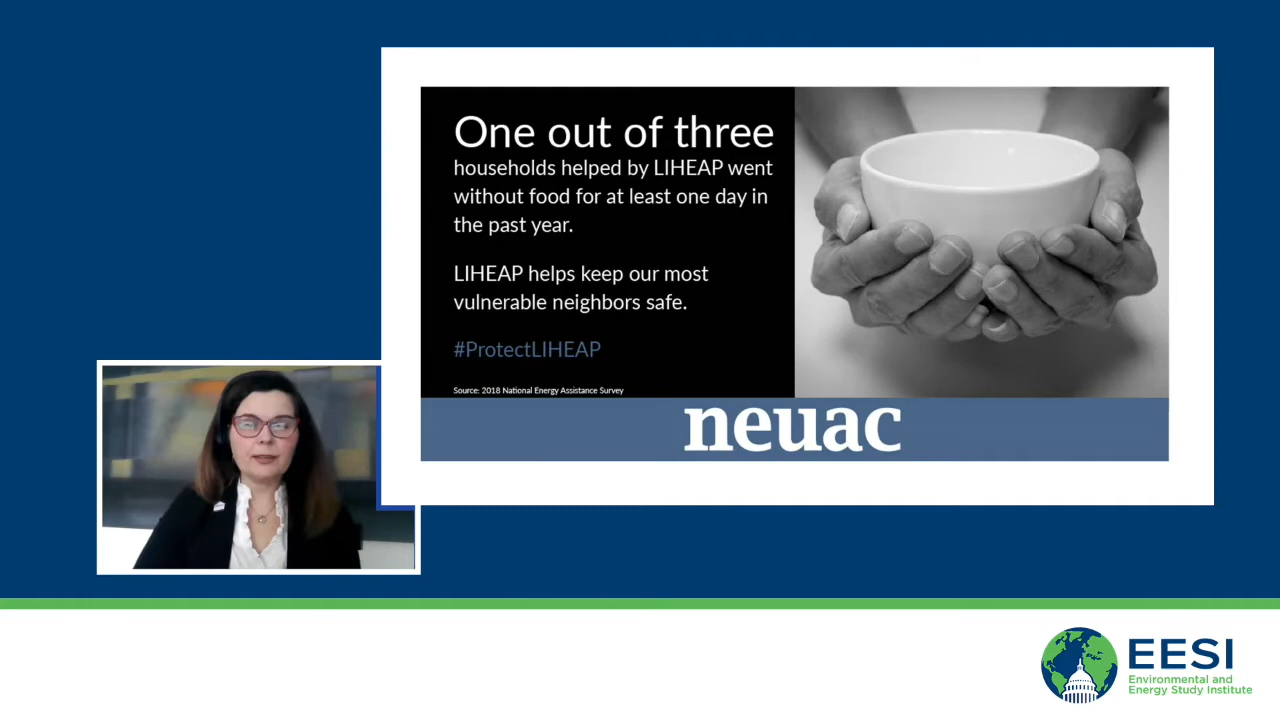 One out of three
households helped by LIHEAP went
without food for at least one day in
the past year.
LIHEAP helps keep our most
vulnerable neighbors safe.
#ProtectLIHEAP
Source: 2018 National Energy Assistance Survey
neuac
EESI
Environmental and
Energy Study Institute